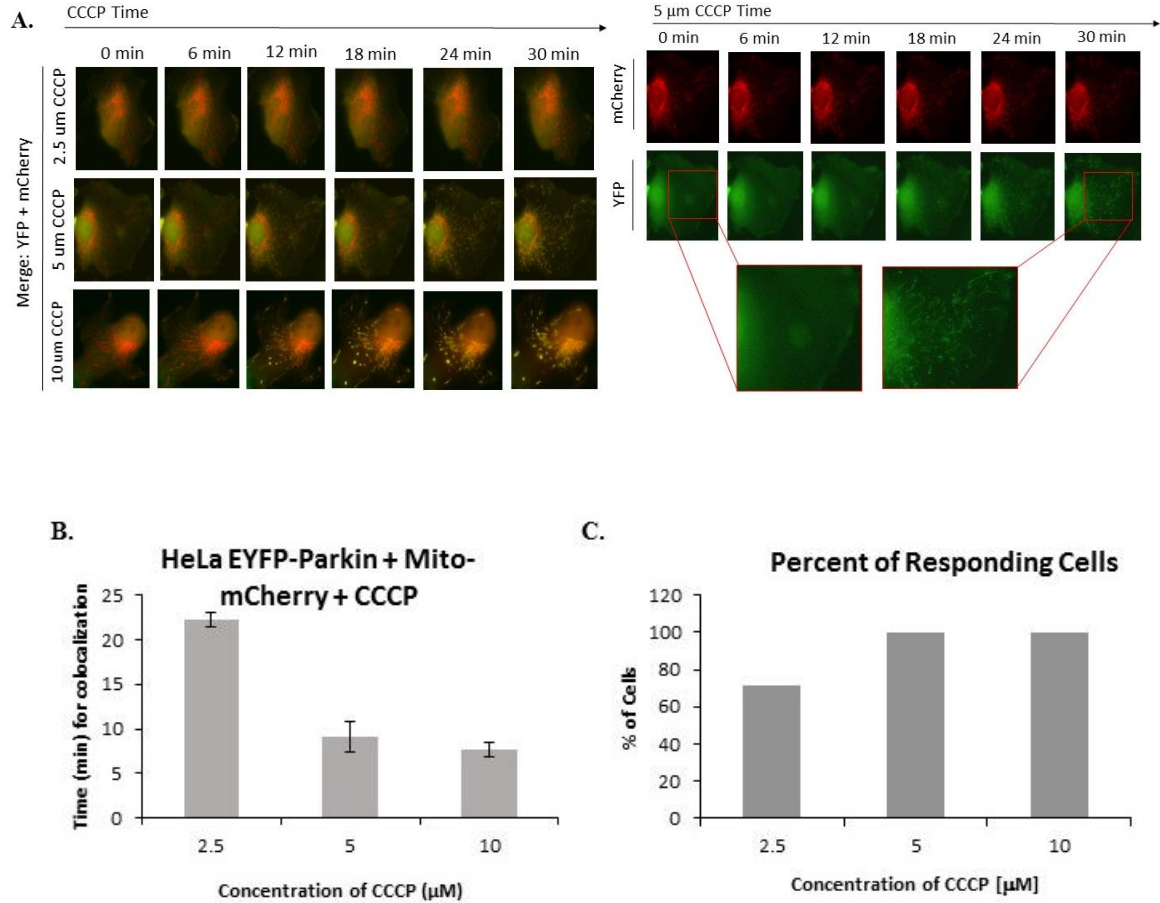 A.
CCCP Time
0 min 6 min 12 min 18 min 24 min 30 min
Merge: YFP + mCherry
2.5 um CCCP
5 um CCCP
10 um CCCP
5 µm CCCP Time
0 min 6 min 12 min 18 min 24 min 30 min
mCherry
YFP
B.
HeLa EYFP-Parkin + Mito-
mCherry + CCCP
Time (min) for colocalization
25
20
15
10
5
0
2.5 5 10
Concentration of CCCP (µM)
C.
Percent of Responding Cells
% of Cells
120
100
80
60
40
20
0
2.5 5 10
Concentration of CCCP [µM]